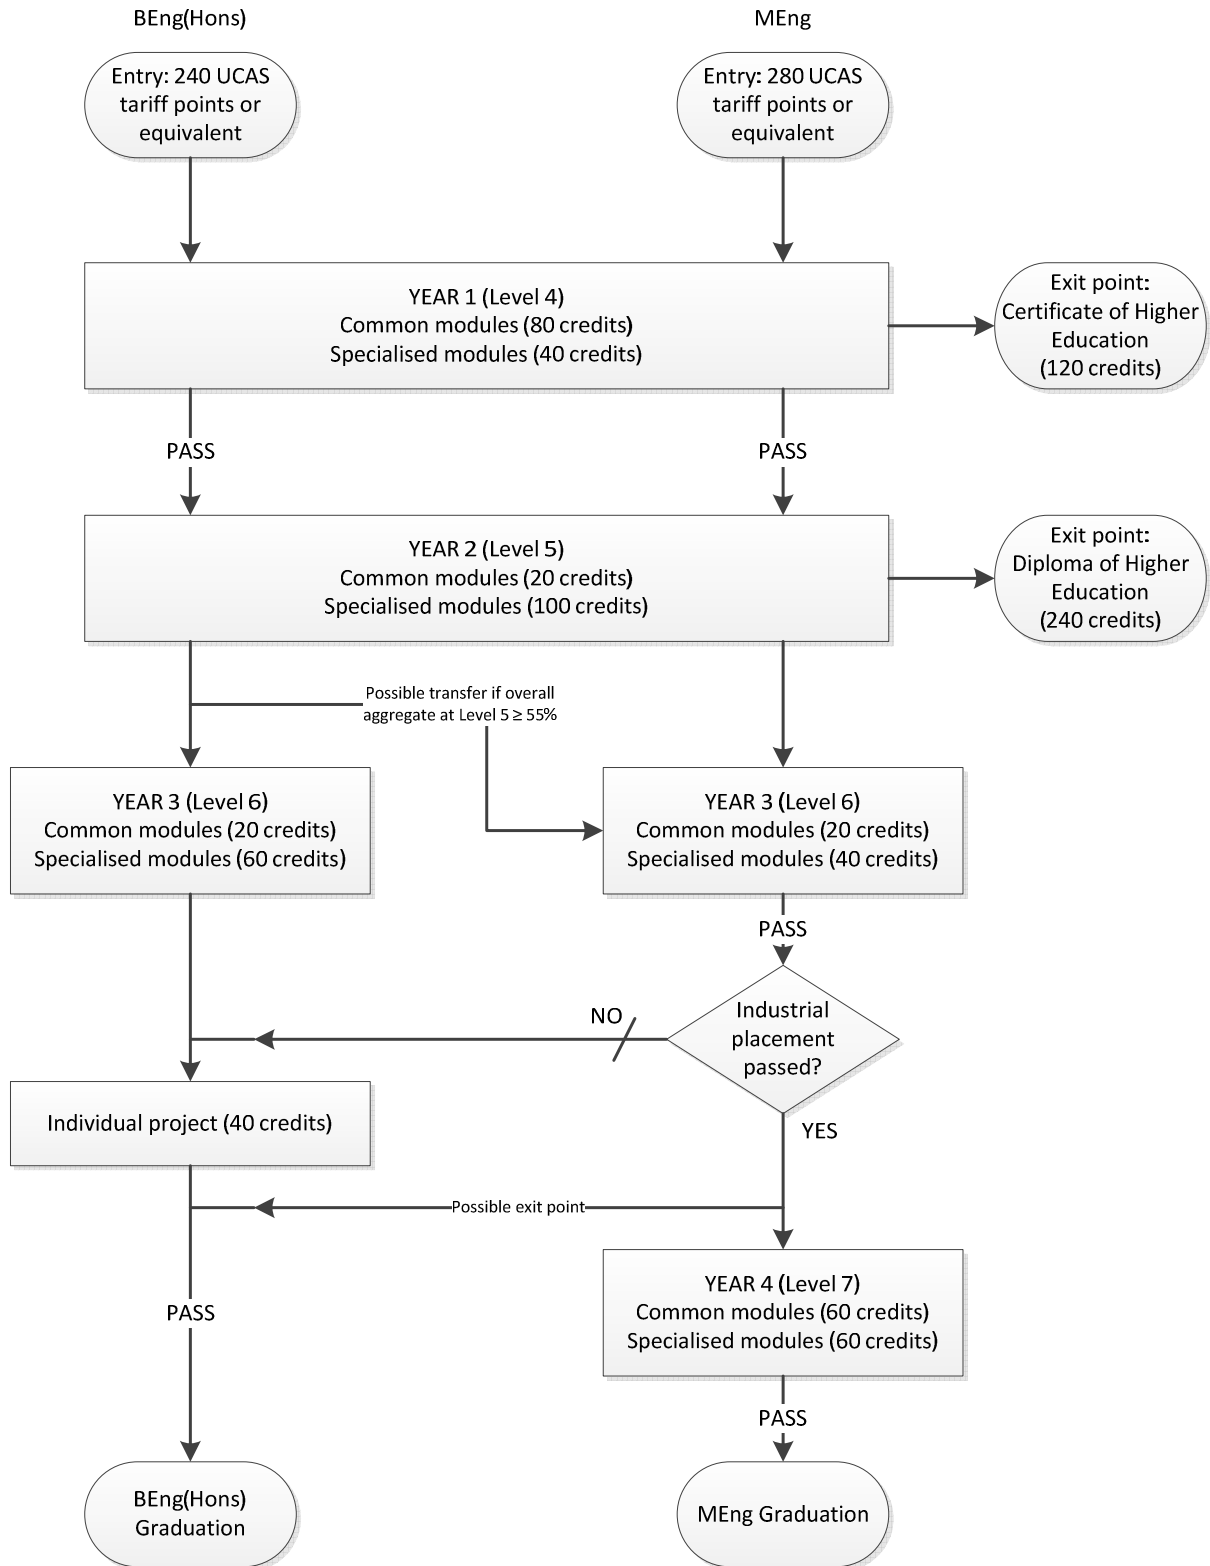 BEng(Hons)
MEng
Entry: 240 UCAS
tariff points or
equivalent
Entry: 280 UCAS
tariff points or
equivalent
YEAR 1 (Level 4)
Common modules (80 credits)
Specialised modules (40 credits)
Exit point:
Certificate of Higher
Education
(120 credits)
PASS
PASS
YEAR 2 (Level 5)
Common modules (20 credits)
Specialised modules (100 credits)
Exit point:
Diploma of Higher
Education
(240 credits)
Possible transfer if overall
aggregate at Level 5 ≥ 55%
YEAR 3 (Level 6)
Common modules (20 credits)
Specialised modules (60 credits)
YEAR 3 (Level 6)
Common modules (20 credits)
Specialised modules (40 credits)
PASS
Industrial
placement
passed?
NO
YES
Individual project (40 credits)
Possible exit point
YEAR 4 (Level 7)
Common modules (60 credits)
Specialised modules (60 credits)
PASS
PASS
BEng(Hons)
Graduation
MEng Graduation